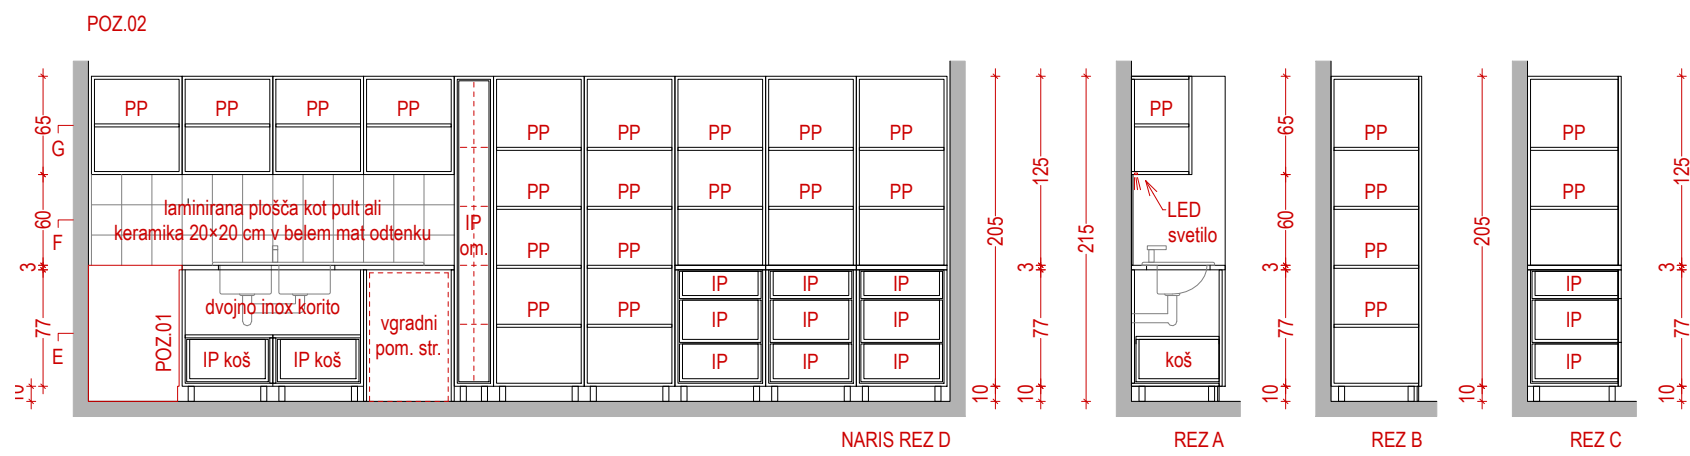 POZ.02
PP PP PP PP
PP PP PP PP PP
PP PP PP PP PP
PP PP
PP PP
laminirana plošča kot pult ali
keramika 20×20 cm v belem mat odtenku
IP
om.
dvojno inox korito
POZ.01
vgradni
pom. str.
IP koš IP koš
IP IP IP
IP IP IP
IP IP IP
65
G
60
F
3
77
E
10
205
10
125
3
77
10
215
NARIS REZ D
PP
LED
svetilo
koš
REZ A
65
60
3
77
10
PP
PP
PP
PP
REZ B
205
10
PP
PP
IP
IP
IP
REZ C
125
3
77
10